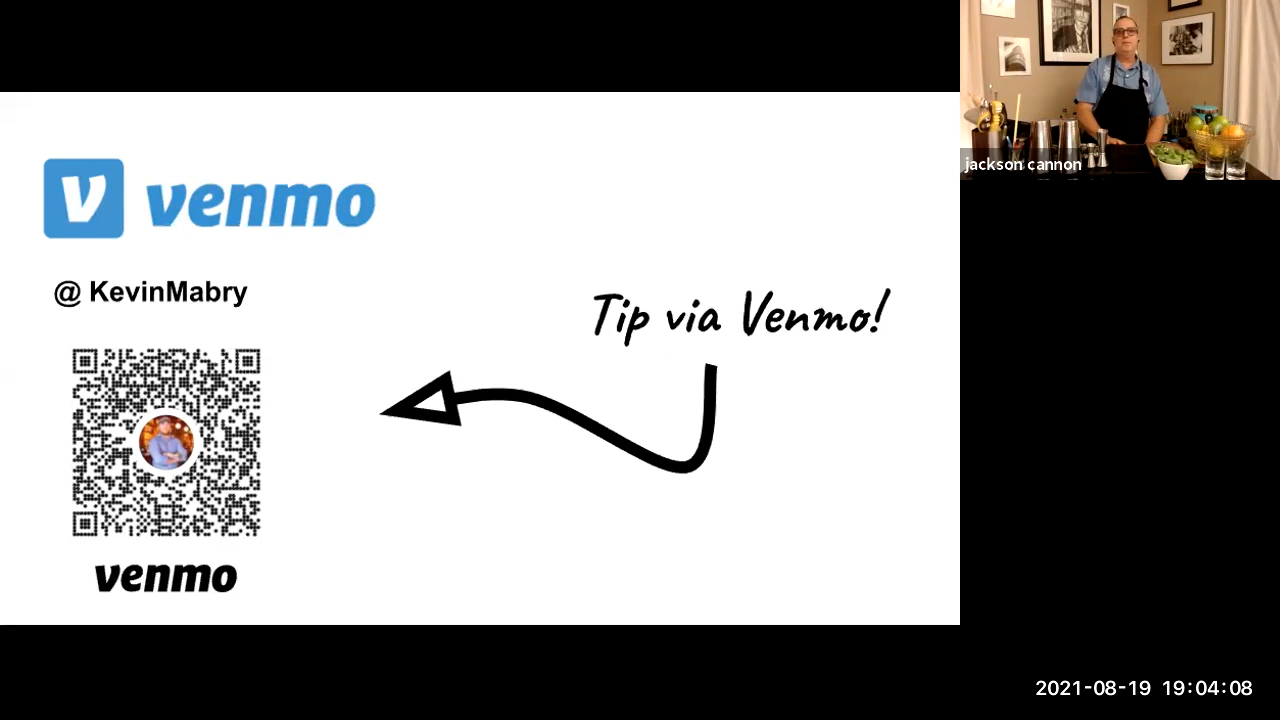 venmo
@ KevinMabry
Tip via Venmo!
venmo
jackson cannon
2021-08-19 19:04:08